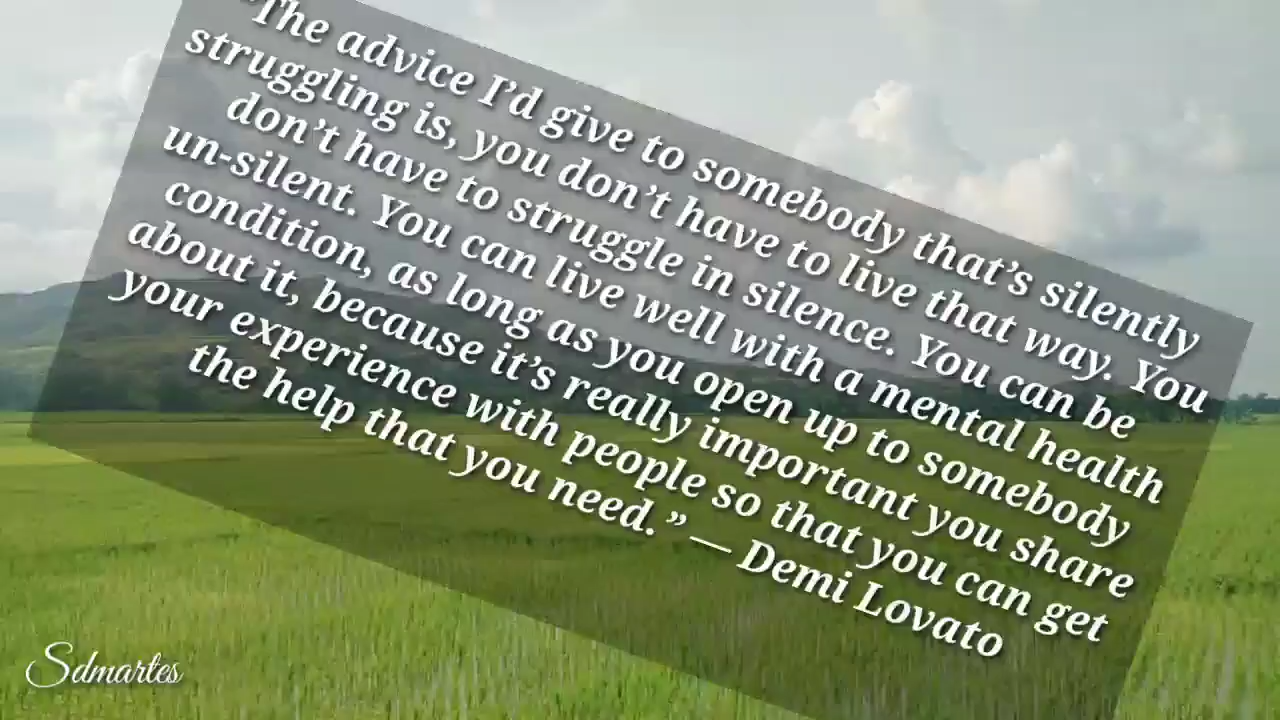 “The advice I’d give to somebody that’s silently
struggling is, you don’t have to live that way. You
don’t have to struggle in silence. You can be
un-silent. You can live well with a mental health
condition, as long as you open up to somebody
about it, because it’s really important you share
your experience with people so that you can get
the help that you need.” — Demi Lovato
Sdmartes